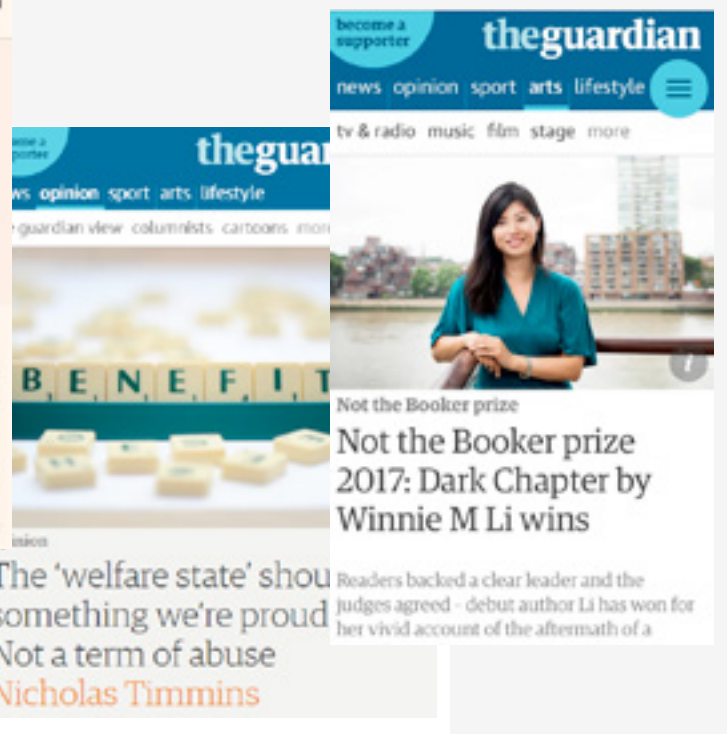 become a
supporter
theguardian
news opinion sport arts lifestyle
tv & radio music film stage more
Not the Booker prize
Not the Booker prize
2017: Dark Chapter by
Winnie M Li wins
Readers backed a clear leader and the
judges agreed - debut author Li has won for
her vivid account of the aftermath of a
thegua
opinion sport arts lifestyle
guardian view columnists cartoons
BENEFIT
The ‘welfare state’ shou
something we’re proud
Not a term of abuse
Nicholas Timmins